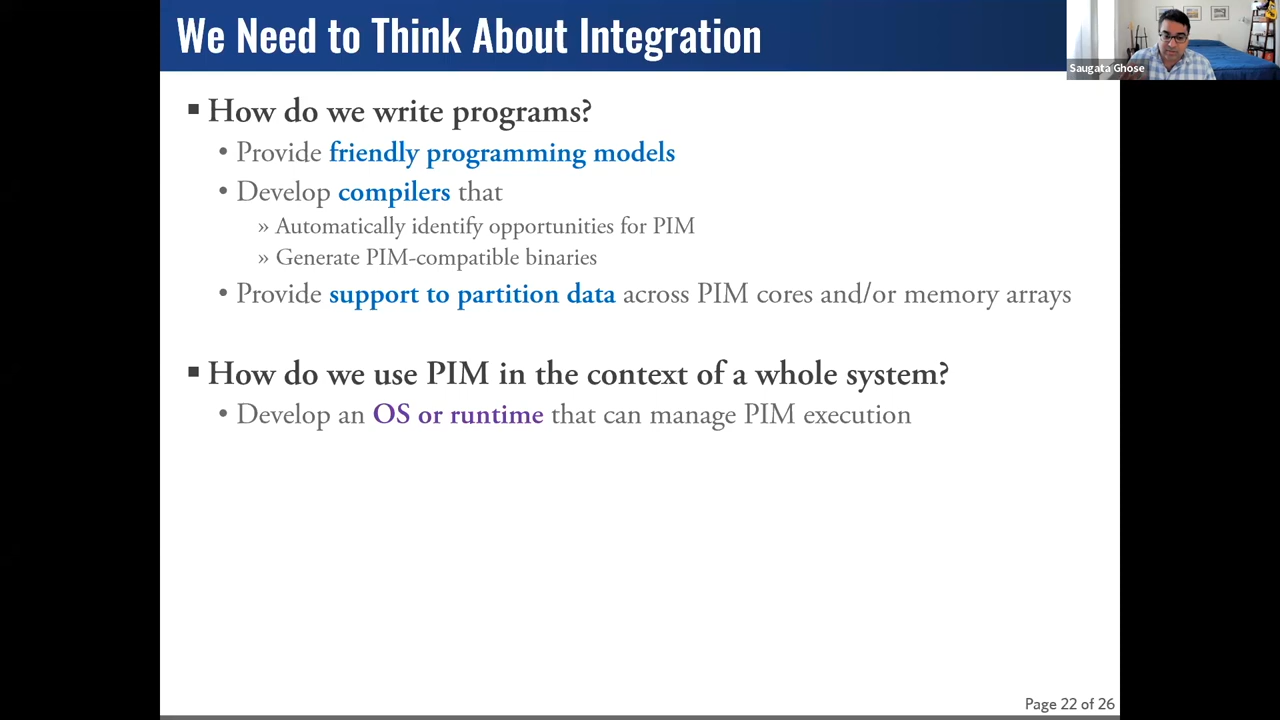 We Need to Think About Integration
Saugata Ghose
▪ How do we write programs?
• Provide friendly programming models
• Develop compilers that
» Automatically identify opportunities for PIM
» Generate PIM-compatible binaries
• Provide support to partition data across PIM cores and/or memory arrays
▪ How do we use PIM in the context of a whole system?
• Develop an OS or runtime that can manage PIM execution
Page 22 of 26